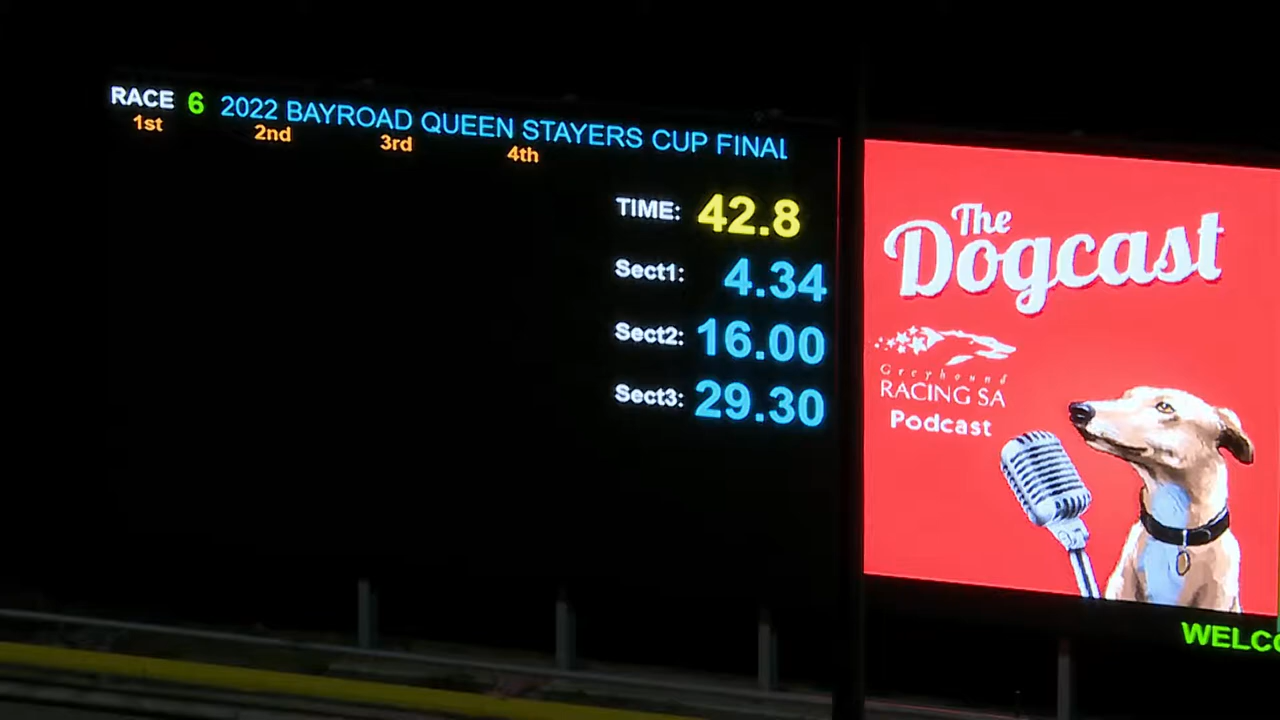 RACE 6 2022 BAYROAD QUEEN STAYERS CUP FINAL
1st 2nd 3rd 4th
TIME: 42.8
Sect1: 4.34
Sect2: 16.00
Sect3: 29.30
The
Dogcast
Greyhound
RACING SA
Podcast
WELCO